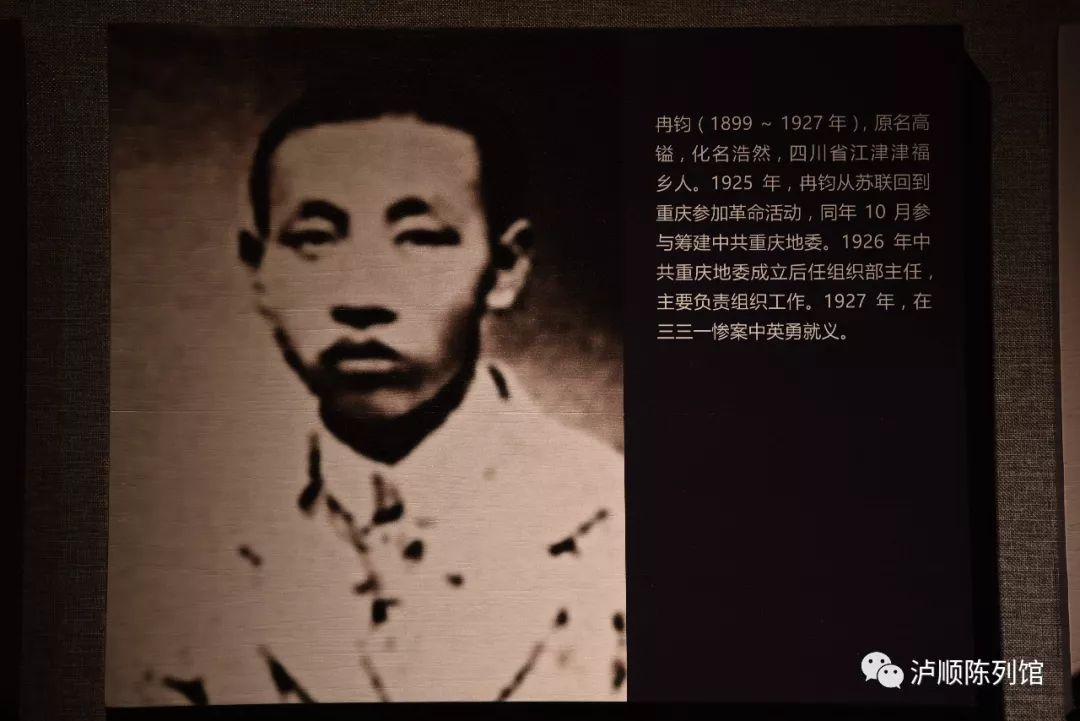 冉钧（1899 ~ 1927年），原名高
镒，化名浩然，四川省江津津福
乡人。1925 年，冉钧从苏联回到
重庆参加革命活动，同年 10 月参
与筹建中共重庆地委。1926 年中
共重庆地委成立后任组织部主任，
主要负责组织工作。1927 年，在
三三一惨案中英勇就义。
泸顺陈列馆